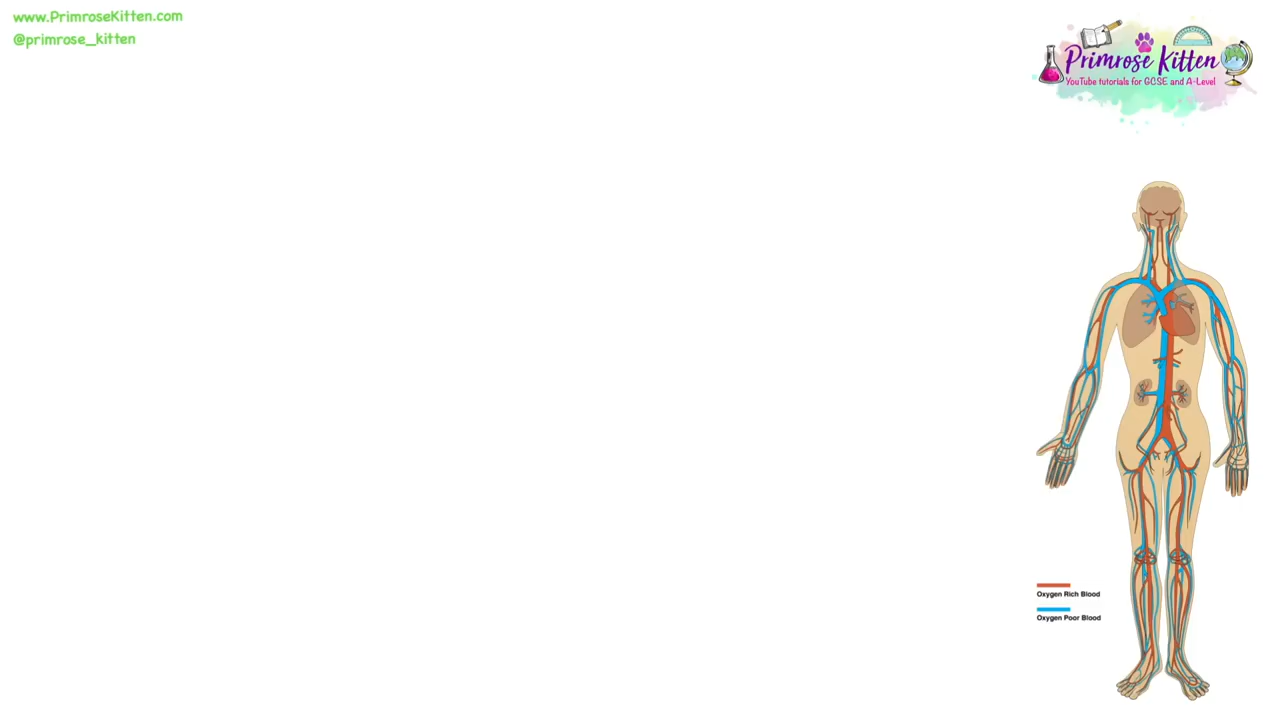 www.PrimroseKitten.com
@primrose_kitten
Primrose Kitten
YouTube tutorials for GCSE and A-Level
Oxygen Rich Blood
Oxygen Poor Blood